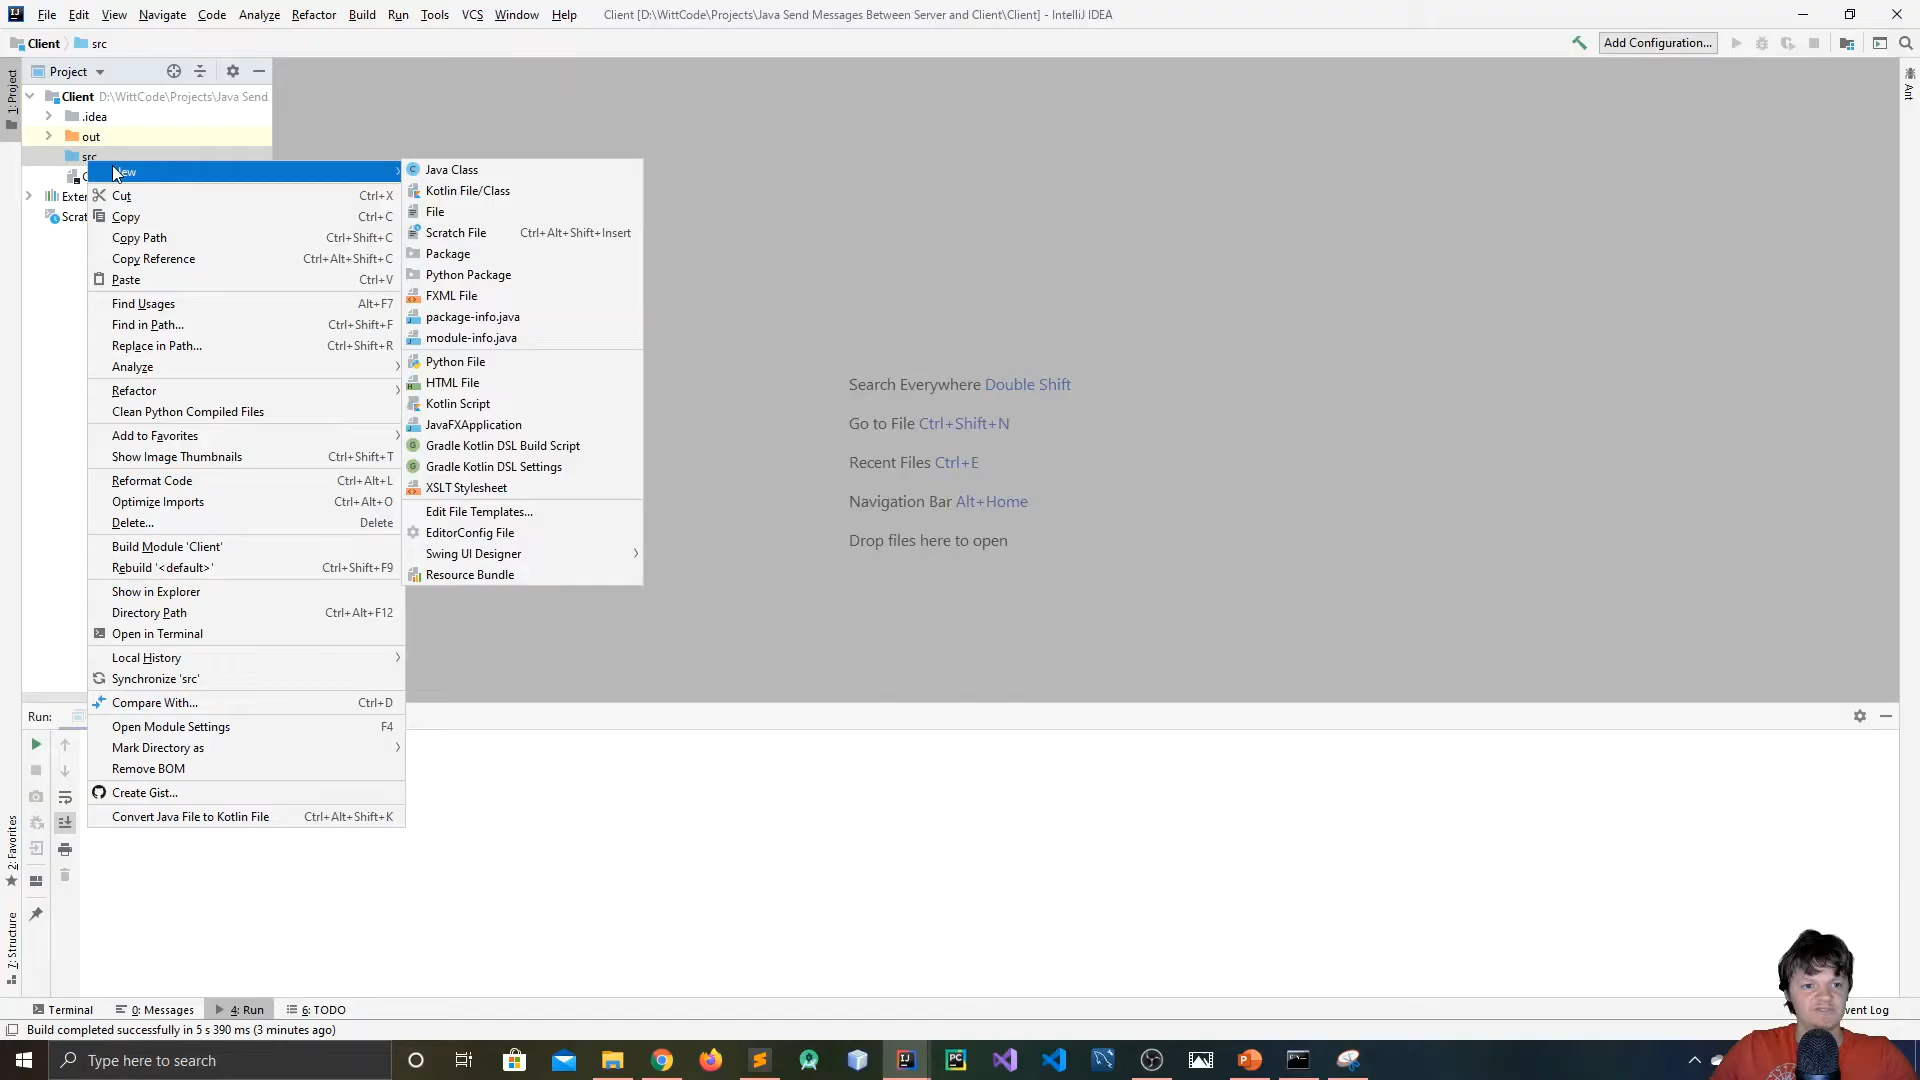 File Edit View Navigate Code Analyze Refactor Build Run Tools VCS Window Help Client [D:\WittCode\Projects\Java Send Messages Between Server and Client\Client] - IntelliJ IDEA
Client src
Add Configuration...
1: Project
Project
Client D:\WittCode\Projects\Java Send
.idea
out
src
Exter
Scrat
Ant
Cut Ctrl+X
Copy Ctrl+C
Copy Path Ctrl+Shift+C
Copy Reference Ctrl+Alt+Shift+C
Paste Ctrl+V
Find Usages Alt+F7
Find in Path... Ctrl+Shift+F
Replace in Path... Ctrl+Shift+R
Analyze
Refactor
Clean Python Compiled Files
Add to Favorites
Show Image Thumbnails Ctrl+Shift+T
Reformat Code Ctrl+Alt+L
Optimize Imports Ctrl+Alt+O
Delete... Delete
Build Module 'Client'
Rebuild '<default>' Ctrl+Shift+F9
Show in Explorer
Directory Path Ctrl+Alt+F12
Open in Terminal
Local History
Synchronize 'src'
Compare With... Ctrl+D
Open Module Settings F4
Mark Directory as
Remove BOM
Create Gist...
Convert Java File to Kotlin File Ctrl+Alt+Shift+K
Java Class
Kotlin File/Class
File
Scratch File Ctrl+Alt+Shift+Insert
Package
Python Package
FXML File
package-info.java
module-info.java
Python File
HTML File
Kotlin Script
JavaFXApplication
Gradle Kotlin DSL Build Script
Gradle Kotlin DSL Settings
XSLT Stylesheet
Edit File Templates...
EditorConfig File
Swing UI Designer
Resource Bundle
Search Everywhere Double Shift
Go to File Ctrl+Shift+N
Recent Files Ctrl+E
Navigation Bar Alt+Home
Drop files here to open
Run:
2: Favorites
7: Structure
Terminal 0: Messages 4: Run 6: TODO
vent Log
Build completed successfully in 5 s 390 ms (3 minutes ago)
Type here to search